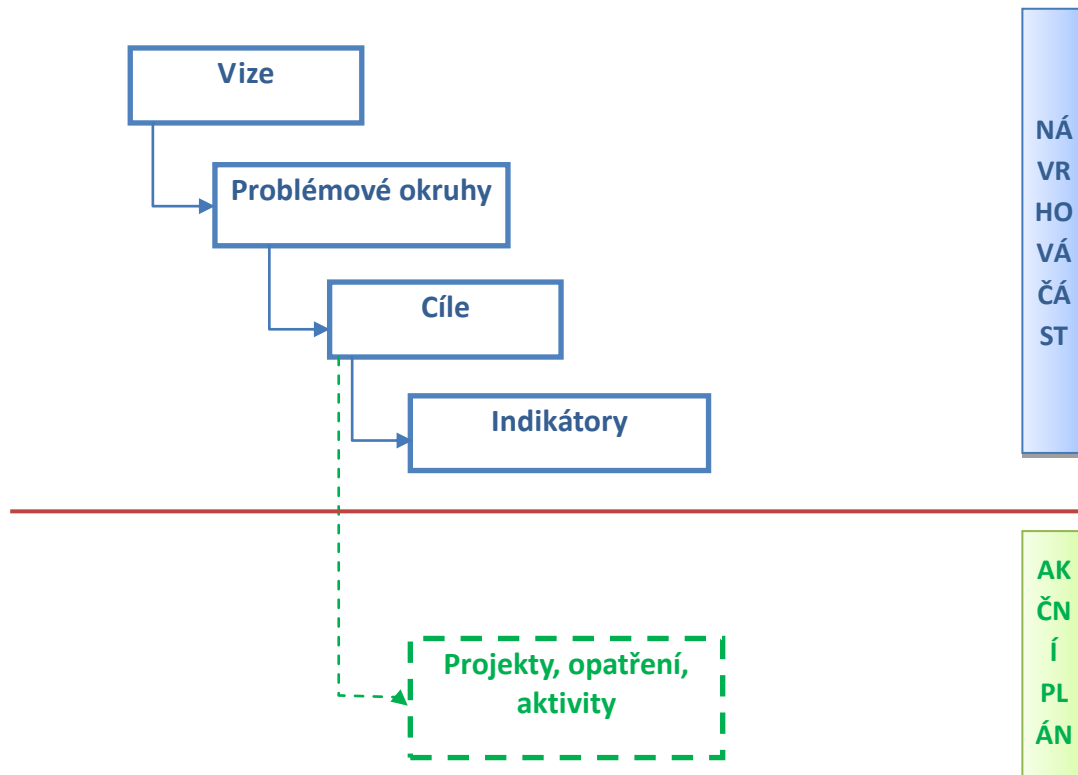 Vize
Problémové okruhy
Cíle
Indikátory
NÁ
VR
HO
VÁ
ČÁ
ST
Projekty, opatření,
aktivity
AK
ČN
Í
PL
ÁN